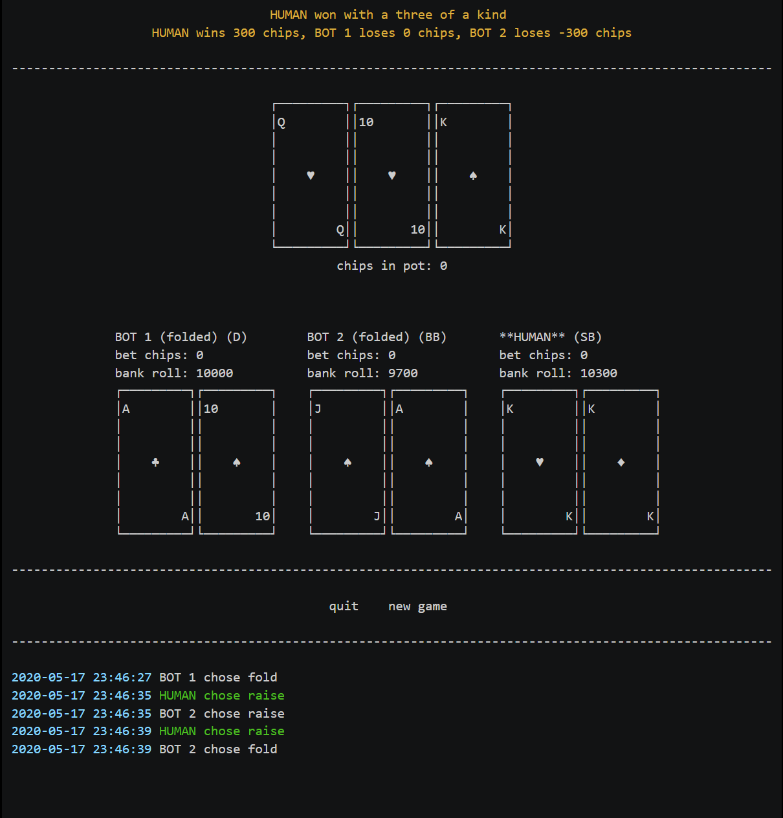 HUMAN won with a three of a kind
HUMAN wins 300 chips, BOT 1 loses 0 chips, BOT 2 loses -300 chips
Q 10 K
♥ ♥ ♠
Q 10 K
chips in pot: 0
BOT 1 (folded) (D) BOT 2 (folded) (BB) **HUMAN** (SB)
bet chips: 0 bet chips: 0 bet chips: 0
bank roll: 10000 bank roll: 9700 bank roll: 10300
A 10 J A K K
♣ ♠ ♠ ♠ ♥ ♦
A 10 J A K K
quit new game
2020-05-17 23:46:27 BOT 1 chose fold
2020-05-17 23:46:35 HUMAN chose raise
2020-05-17 23:46:35 BOT 2 chose raise
2020-05-17 23:46:39 HUMAN chose raise
2020-05-17 23:46:39 BOT 2 chose fold